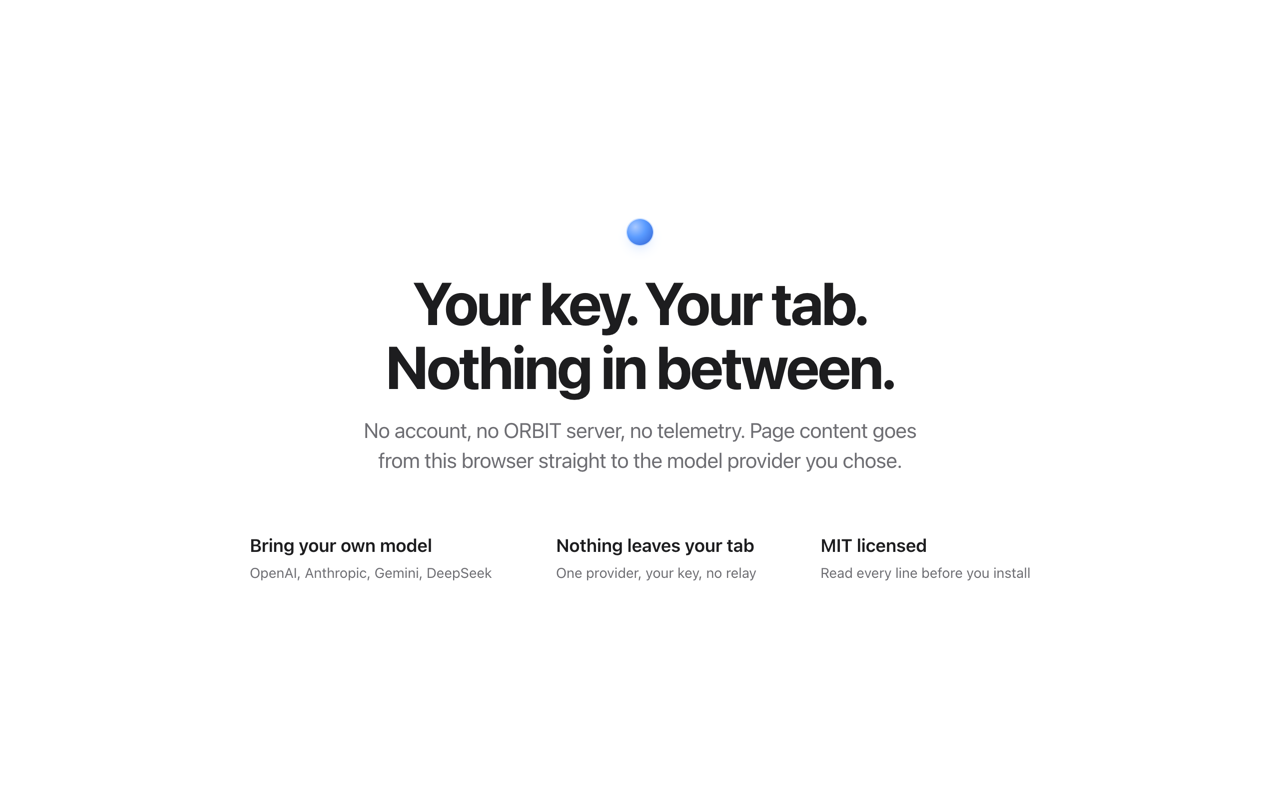 Your key. Your tab.
Nothing in between.
No account, no ORBIT server, no telemetry. Page content goes
from this browser straight to the model provider you chose.
Bring your own model
OpenAI, Anthropic, Gemini, DeepSeek
Nothing leaves your tab
One provider, your key, no relay
MIT licensed
Read every line before you install